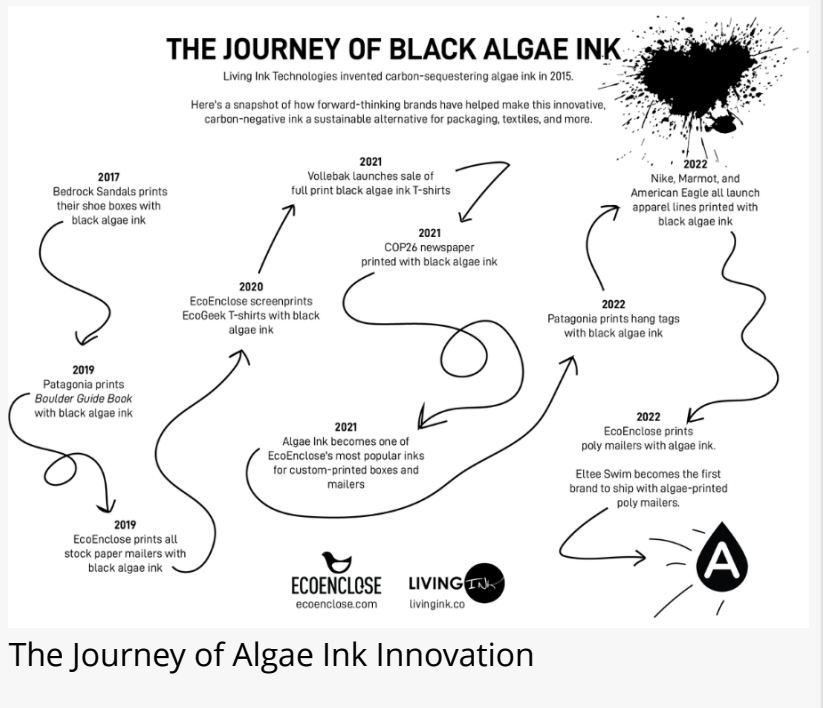 THE JOURNEY OF BLACK ALGAE INK
Living Ink Technologies invented carbon-sequestering algae ink in 2015.
Here's a snapshot of how forward-thinking brands have helped make this innovative,
carbon-negative ink a sustainable alternative for packaging, textiles, and more.
2017
Bedrock Sandals prints
their shoe boxes with
black algae ink
2019
Patagonia prints
Boulder Guide Book
with black algae ink
2019
EcoEnclose prints all
stock paper mailers with
black algae ink
2020
EcoEnclose screenprints
EcoGeek T-shirts with black
algae ink
2021
Vollebak launches sale of
full print black algae ink T-shirts
2021
COP26 newspaper
printed with black algae ink
2021
Algae Ink becomes one of
EcoEnclose's most popular inks
for custom-printed boxes and
mailers
2022
Patagonia prints hang tags
with black algae ink
2022
Nike, Marmot, and
American Eagle all launch
apparel lines printed with
black algae ink
2022
EcoEnclose prints
poly mailers with algae ink.
Eltee Swim becomes the first
brand to ship with algae-printed
poly mailers.
A
ECOENCLOSE
ecoenclose.com
LIVING INK
livingink.co
The Journey of Algae Ink Innovation